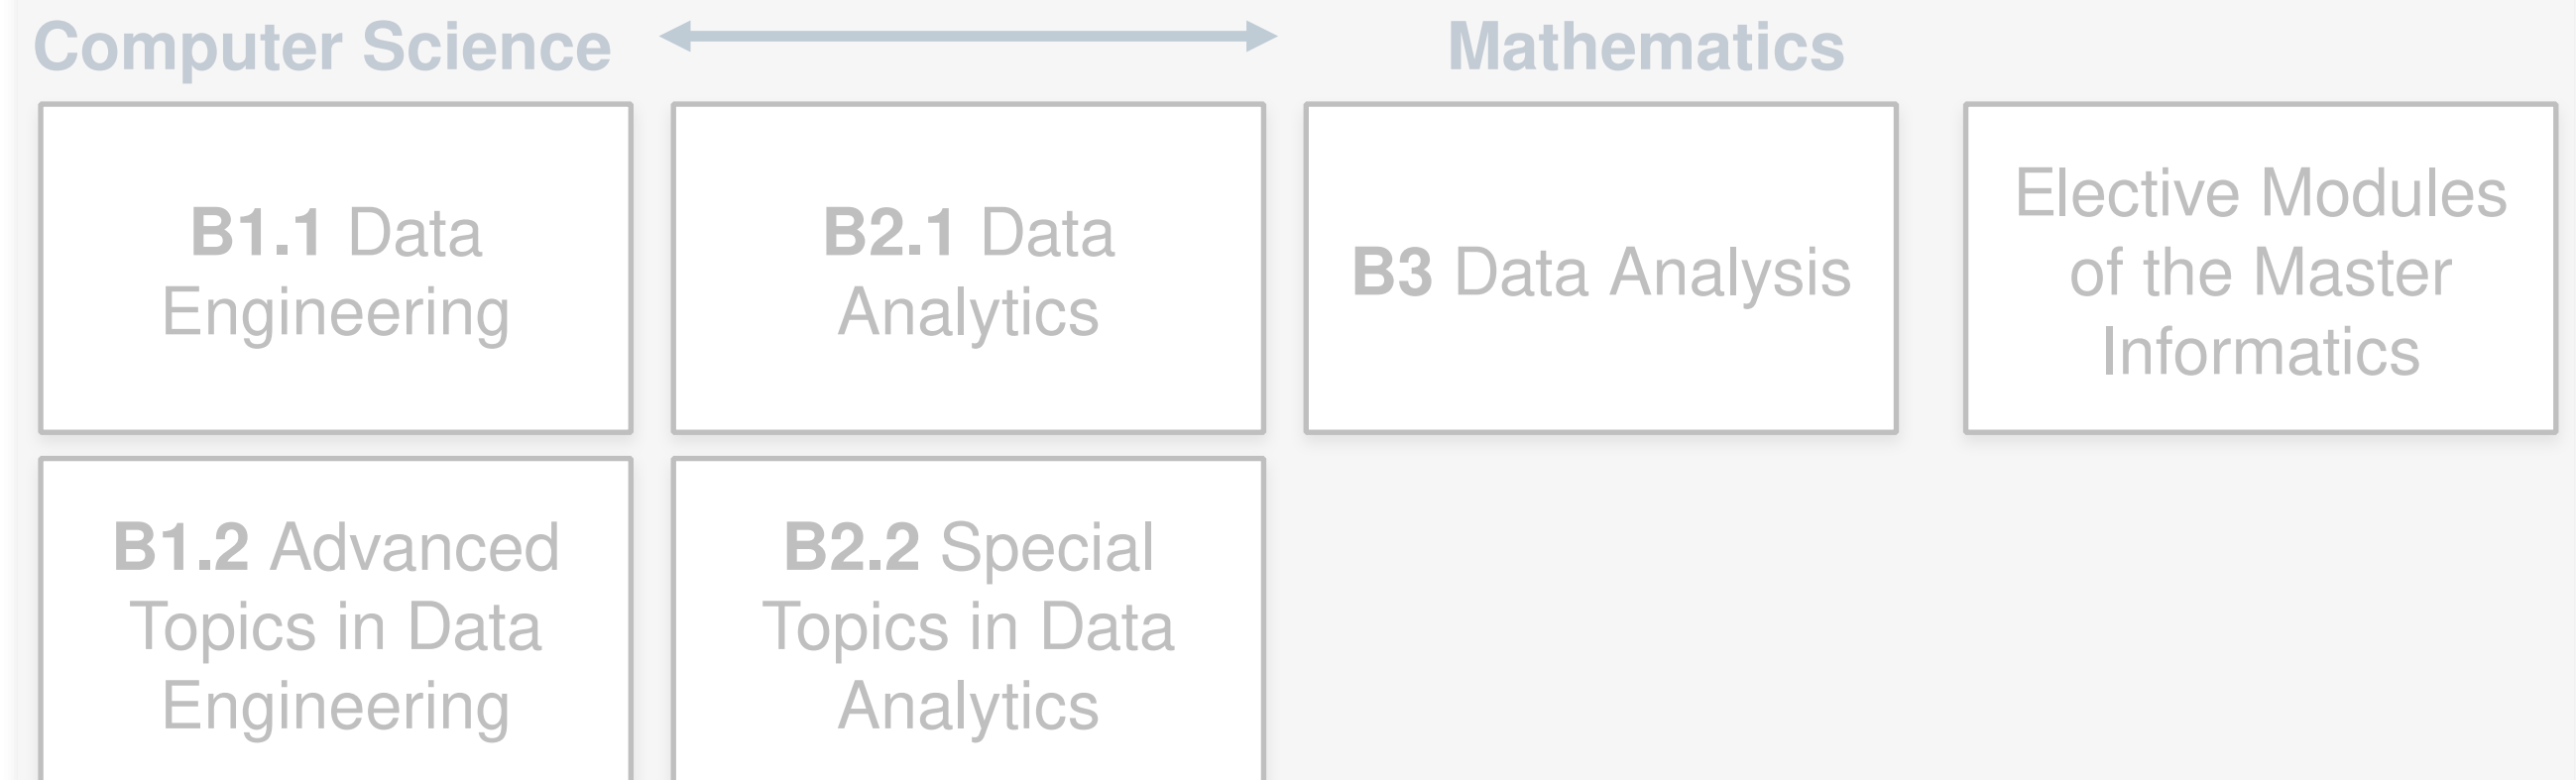 Computer Science
Mathematics
B1.1 Data
Engineering
B2.1 Data
Analytics
B3 Data Analysis
Elective Modules
of the Master
Informatics
B1.2 Advanced
Topics in Data
Engineering
B2.2 Special
Topics in Data
Analytics